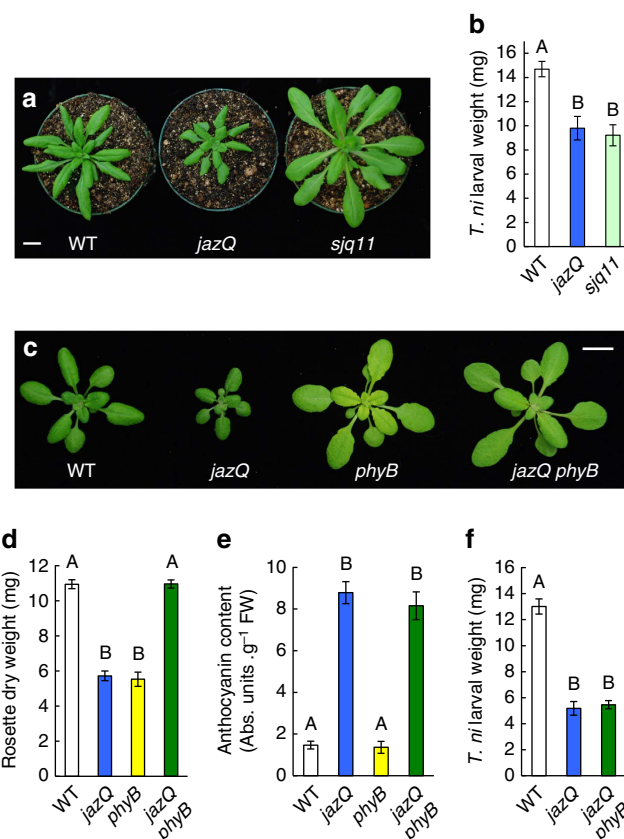 a
WT
jazQ
sjq11
b
T. ni larval weight (mg)
16
14
12
10
8
6
4
2
0
A
B
B
WT
jazQ
sjq11
c
WT
jazQ
phyB
jazQ phyB
d
Rosette dry weight (mg)
12
10
8
6
4
2
0
A
B
B
A
WT
jazQ
phyB
jazQ
phyB
e
Anthocyanin content
(Abs. units .g⁻¹ FW)
10
8
6
4
2
0
A
B
A
B
WT
jazQ
phyB
jazQ
phyB
f
T. ni larval weight (mg)
16
14
12
10
8
6
4
2
0
A
B
B
WT
jazQ
jazQ
phyB